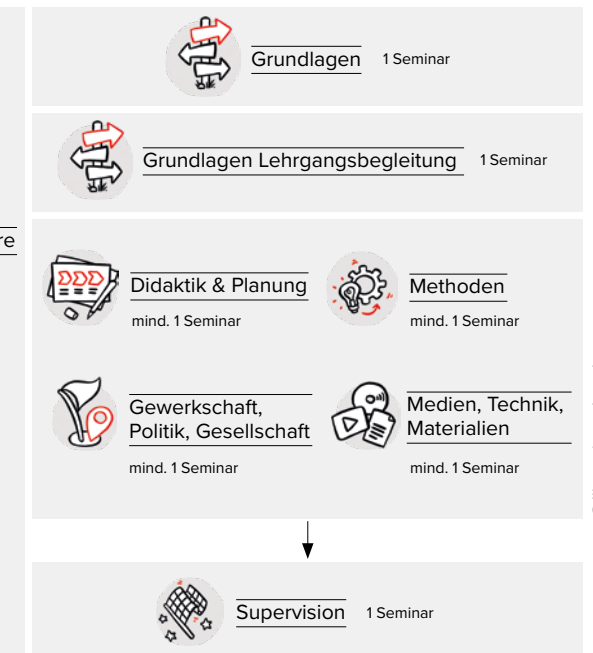 Grundlagen 1 Seminar
Grundlagen Lehrgangsbegleitung 1 Seminar
re
Didaktik & Planung
mind. 1 Seminar
Methoden
mind. 1 Seminar
Gewerkschaft,
Politik, Gesellschaft
mind. 1 Seminar
Medien, Technik,
Materialien
mind. 1 Seminar
Supervision 1 Seminar